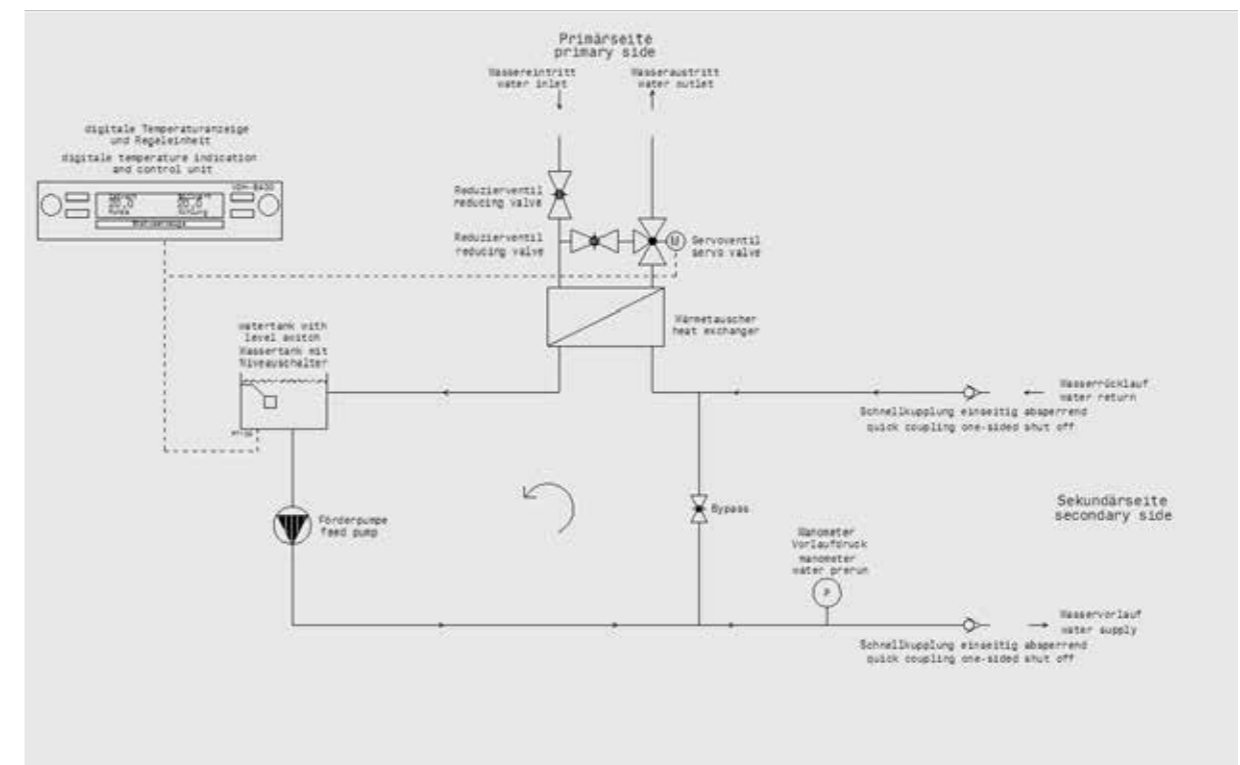 Primärseite
primary side
Wassereintritt
water inlet
Wasseraustritt
water outlet
digitale Temperaturanzeige
und Regeleinheit
digitale temperature indication
and control unit
Reduzierventil
reducing valve
Reduzierventil
reducing valve
M
Servoventil
servo valve
Wärmetauscher
heat exchanger
watertank with
level switch
Wassertank mit
Niveauschalter
Wasserrücklauf
water return
Schnellkupplung einseitig absperrend
quick coupling one-sided shut off
Sekundärseite
secondary side
Förderpumpe
feed pump
Bypass
Manometer
Vorlaufdruck
manometer
water prerun
P
Wasservorlauf
water supply
Schnellkupplung einseitig absperrend
quick coupling one-sided shut off